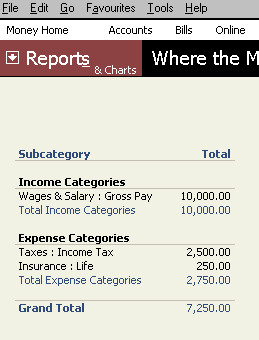 File Edit Go Favourites Tools Help
Money Home Accounts Bills Online
Reports & Charts Where the M
Subcategory Total
Income Categories
Wages & Salary : Gross Pay 10,000.00
Total Income Categories 10,000.00
Expense Categories
Taxes : Income Tax 2,500.00
Insurance : Life 250.00
Total Expense Categories 2,750.00
Grand Total 7,250.00